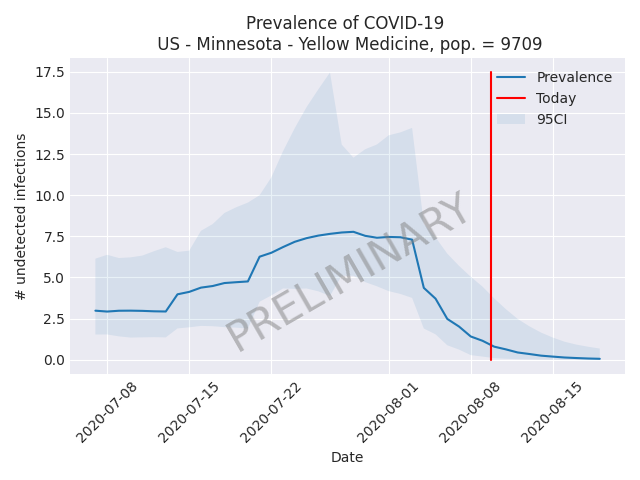 Prevalence of COVID-19
US - Minnesota - Yellow Medicine, pop. = 9709
17.5
15.0
12.5
10.0
7.5
5.0
2.5
0.0
# undetected infections
Prevalence
Today
95CI
PRELIMINARY
2020-07-08
2020-07-15
2020-07-22
2020-08-01
2020-08-08
2020-08-15
Date